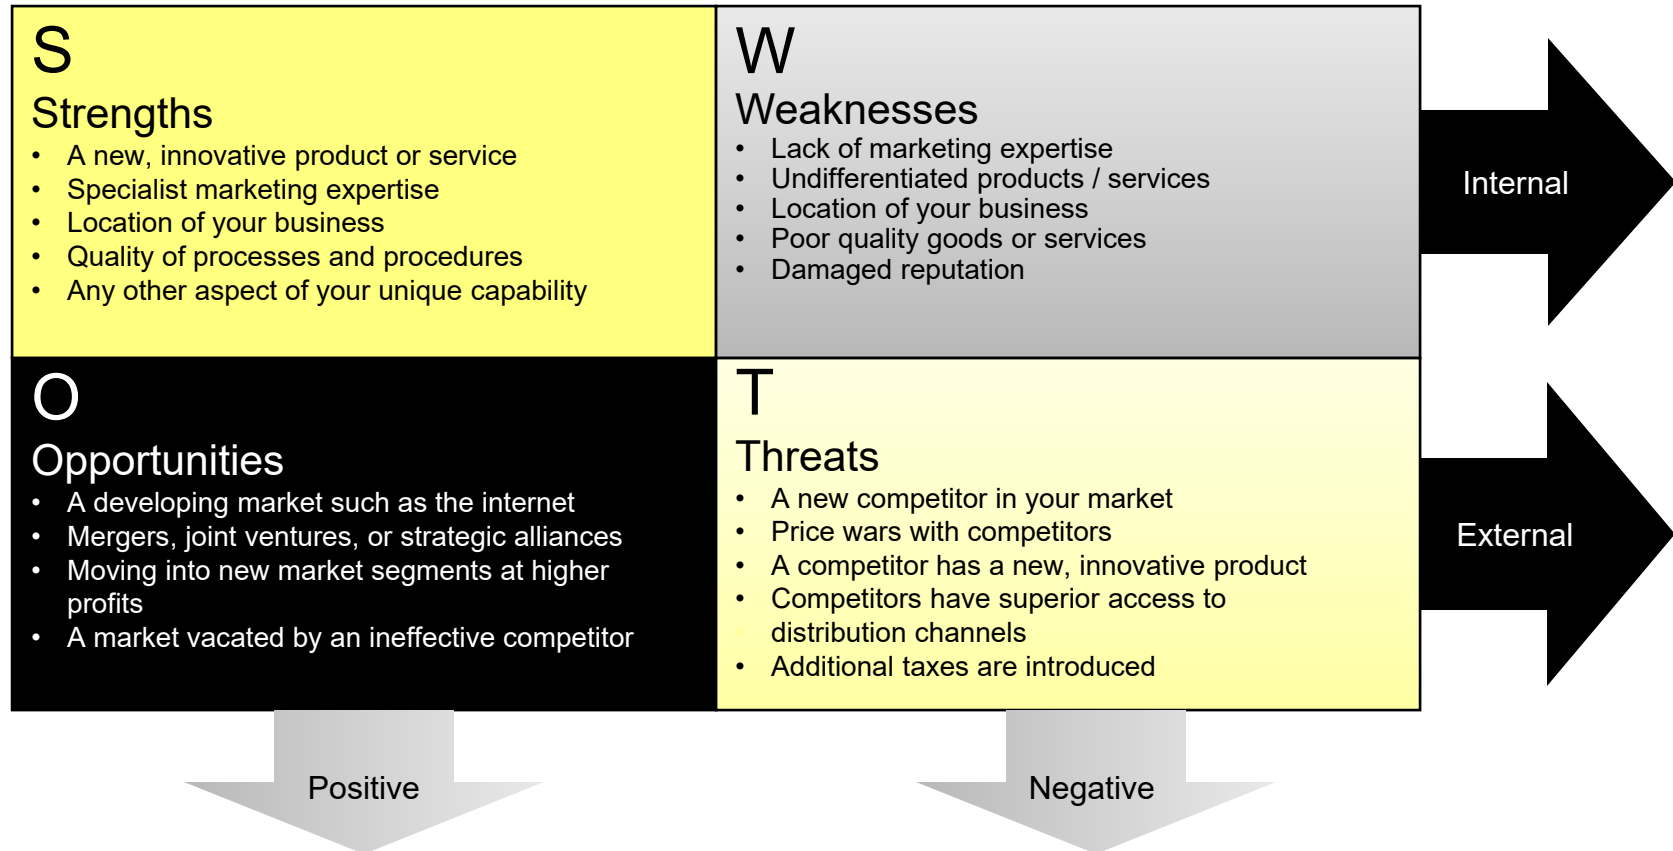 S
Strengths
• A new, innovative product or service
• Specialist marketing expertise
• Location of your business
• Quality of processes and procedures
• Any other aspect of your unique capability
W
Weaknesses
• Lack of marketing expertise
• Undifferentiated products / services
• Location of your business
• Poor quality goods or services
• Damaged reputation
Internal
O
Opportunities
• A developing market such as the internet
• Mergers, joint ventures, or strategic alliances
• Moving into new market segments at higher
profits
• A market vacated by an ineffective competitor
T
Threats
• A new competitor in your market
• Price wars with competitors
• A competitor has a new, innovative product
• Competitors have superior access to
distribution channels
• Additional taxes are introduced
External
Positive
Negative